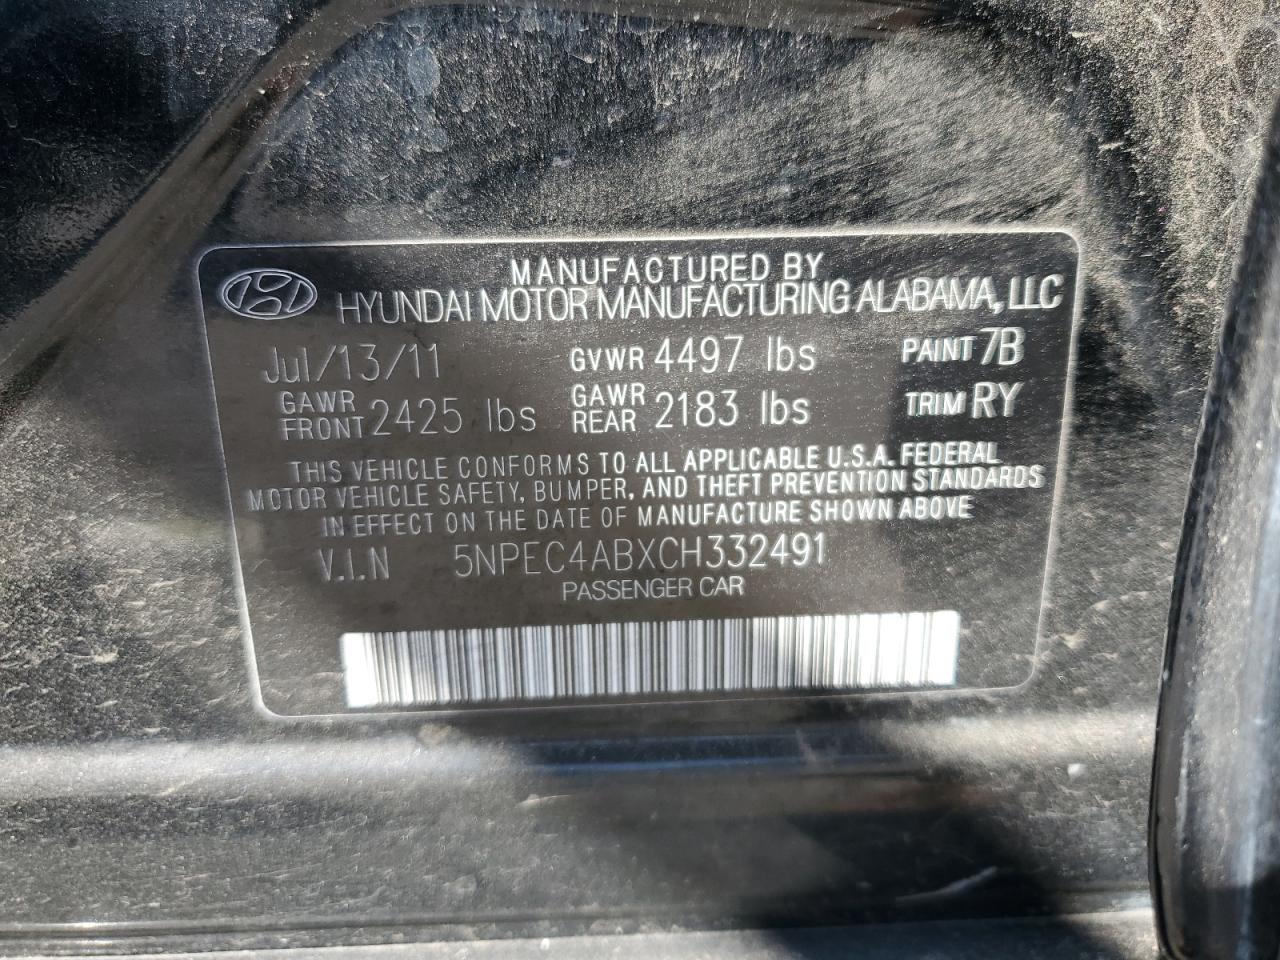 MANUFACTURED BY
HYUNDAI MOTOR MANUFACTURING ALABAMA, LLC
Jul/13/11 GVWR 4497 lbs PAINT 7B
GAWR FRONT 2425 lbs GAWR REAR 2183 lbs TRIM RY
THIS VEHICLE CONFORMS TO ALL APPLICABLE U.S.A. FEDERAL
MOTOR VEHICLE SAFETY, BUMPER, AND THEFT PREVENTION STANDARDS
IN EFFECT ON THE DATE OF MANUFACTURE SHOWN ABOVE
V.I.N 5NPEC4ABXCH332491
PASSENGER CAR